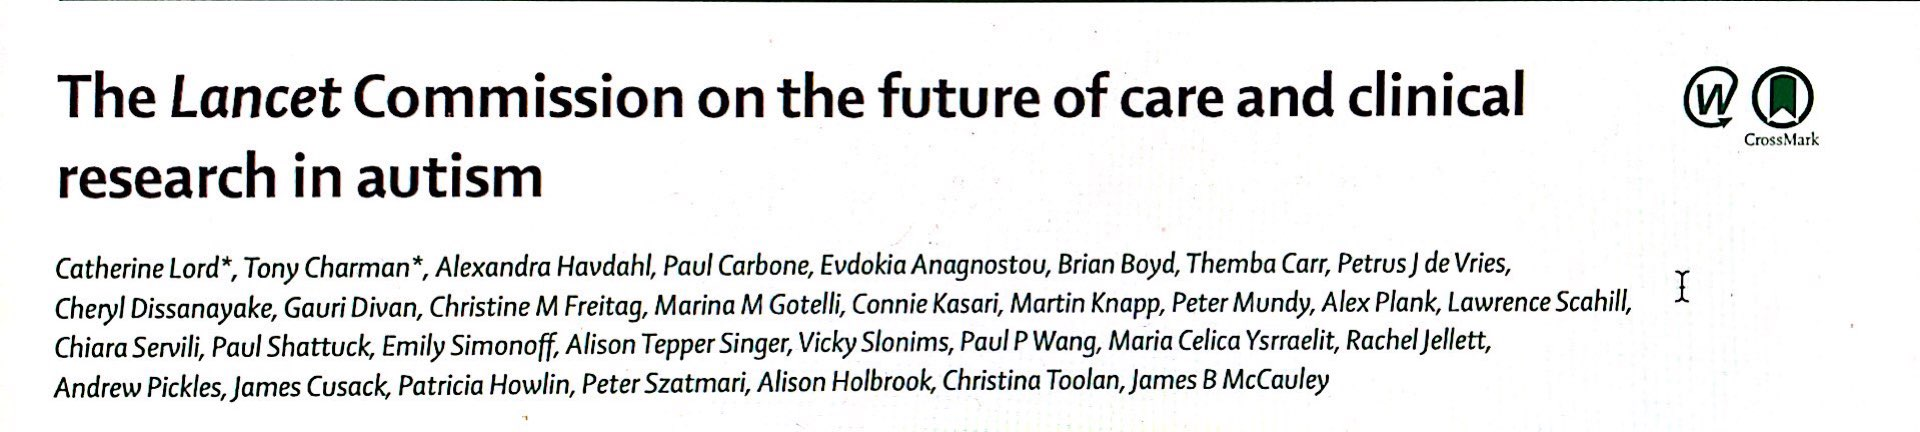 The Lancet Commission on the future of care and clinical
research in autism
W
CrossMark
Catherine Lord*, Tony Charman*, Alexandra Havdahl, Paul Carbone, Evdokia Anagnostou, Brian Boyd, Themba Carr, Petrus J de Vries,
Cheryl Dissanayake, Gauri Divan, Christine M Freitag, Marina M Gotelli, Connie Kasari, Martin Knapp, Peter Mundy, Alex Plank, Lawrence Scahill,
Chiara Servili, Paul Shattuck, Emily Simonoff, Alison Tepper Singer, Vicky Slonims, Paul P Wang, Maria Celica Ysrraelit, Rachel Jellett,
Andrew Pickles, James Cusack, Patricia Howlin, Peter Szatmari, Alison Holbrook, Christina Toolan, James B McCauley